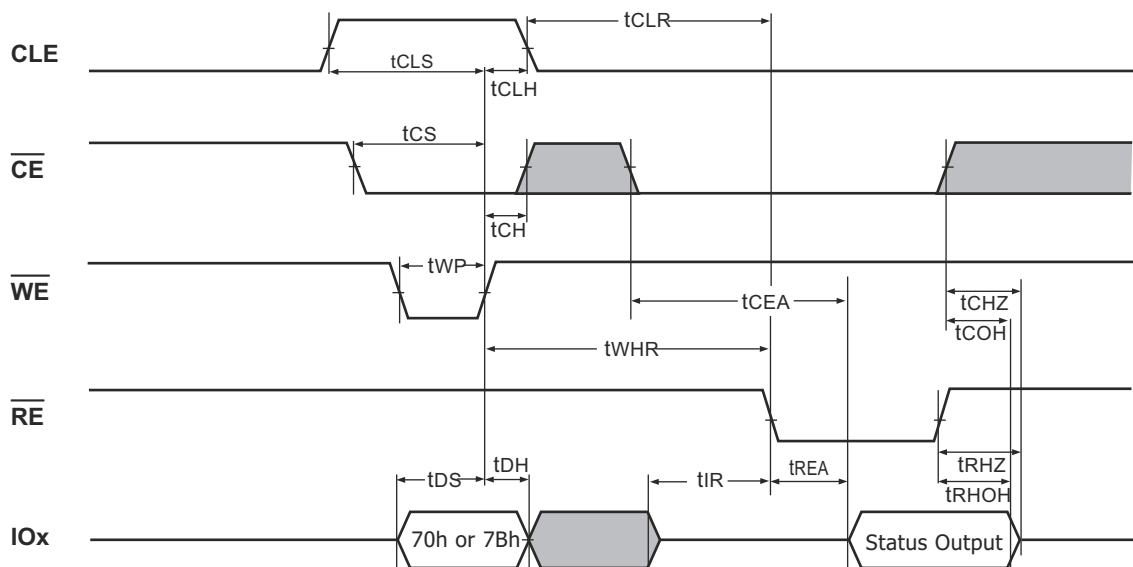 tCLR
CLE
tCLS
tCLH
tCS
CE
tCH
tWP
WE
tCEA
tCHZ
tCOH
tWHR
RE
tDS
tDH
tIR
tREA
tRHZ
tRHOH
IOx
70h or 7Bh
Status Output